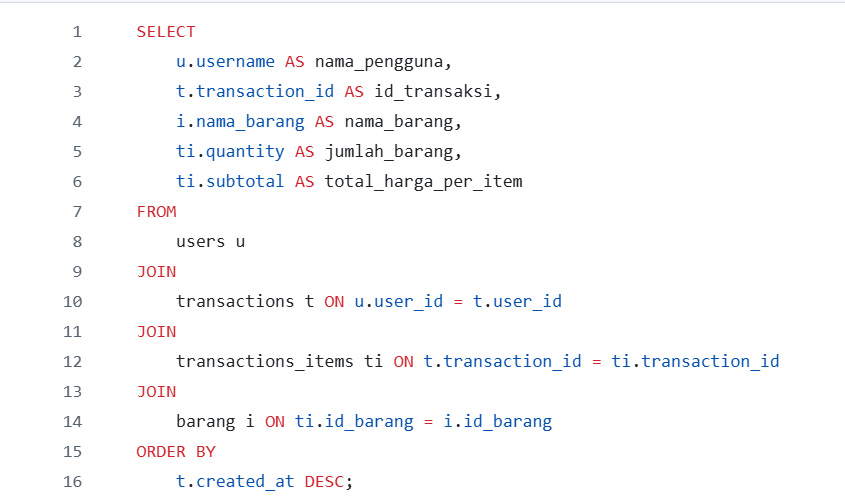 1 SELECT
2 u.username AS nama_pengguna,
3 t.transaction_id AS id_transaksi,
4 i.nama_barang AS nama_barang,
5 ti.quantity AS jumlah_barang,
6 ti.subtotal AS total_harga_per_item
7 FROM
8 users u
9 JOIN
10 transactions t ON u.user_id = t.user_id
11 JOIN
12 transactions_items ti ON t.transaction_id = ti.transaction_id
13 JOIN
14 barang i ON ti.id_barang = i.id_barang
15 ORDER BY
16 t.created_at DESC;